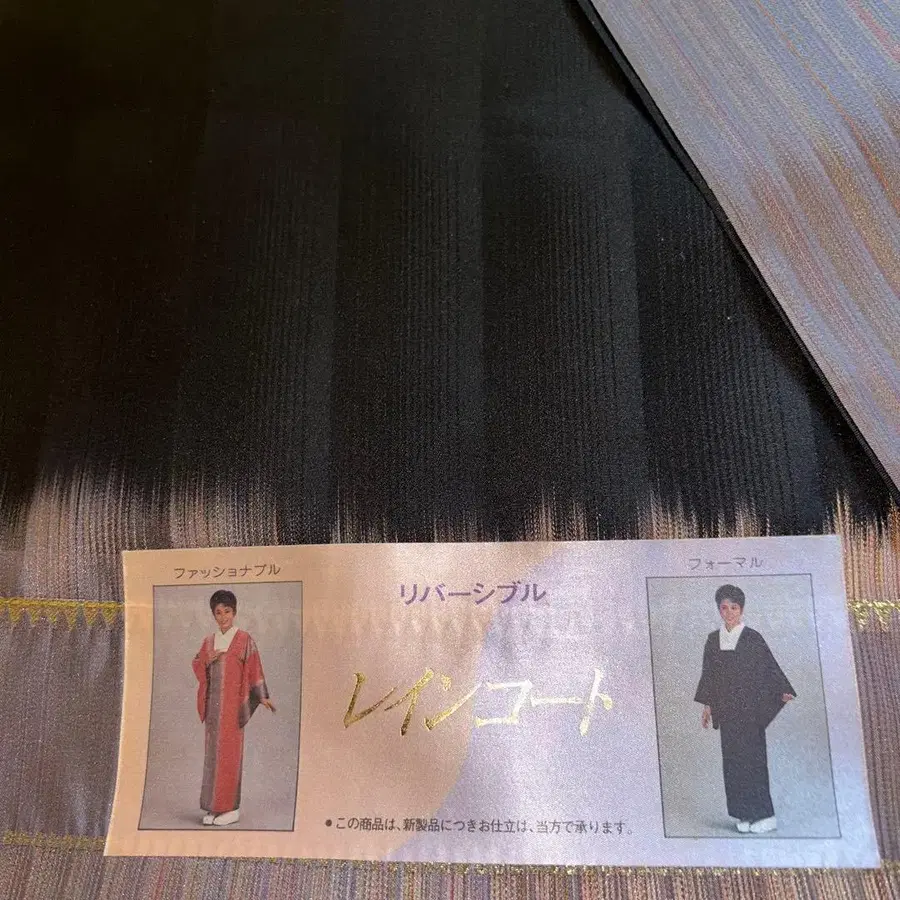 ファッショナブル
リバーシブル
フォーマル
レインコート
●この商品は、新製品につきお仕立は、当方で承ります。